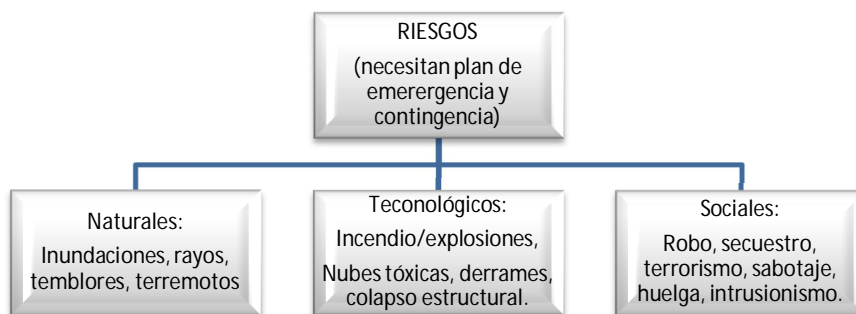 RIESGOS
(necesitan plan de
emerergencia y
contingencia)
Naturales:
Inundaciones, rayos,
temblores, terremotos
Teconológicos:
Incendio/explosiones,
Nubes tóxicas, derrames,
colapso estructural.
Sociales:
Robo, secuestro,
terrorismo, sabotaje,
huelga, intrusionismo.